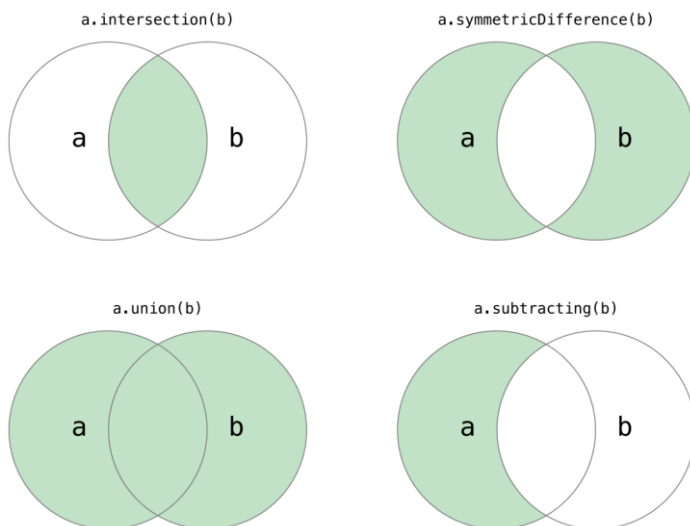 a.intersection(b)
a.symmetricDifference(b)
a
b
a
b
a.union(b)
a.subtracting(b)
a
b
a
b